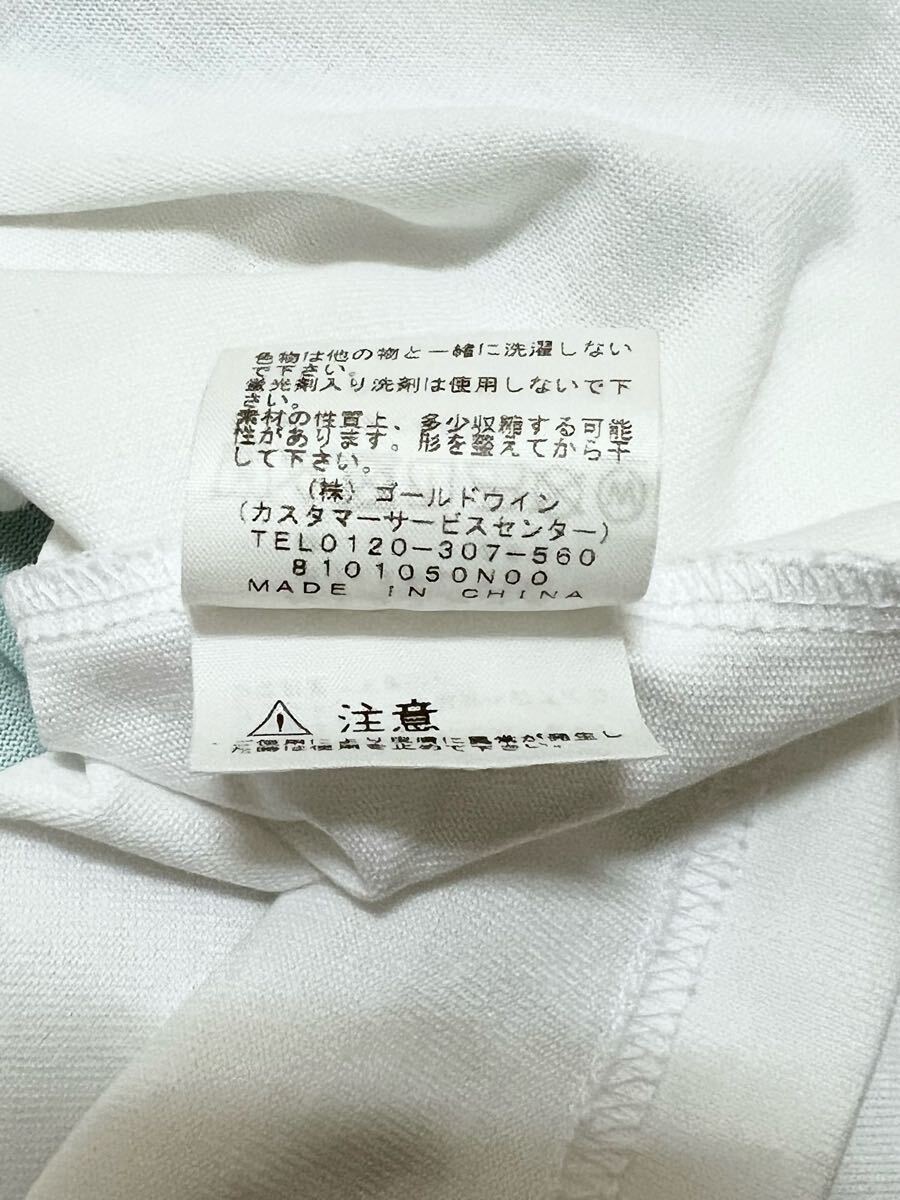 色物は他の物と一緒に洗濯しない
で下さい。
蛍光剤入り洗剤は使用しないで下
さい。
素材の性質上、多少収縮する可能
性があります。形を整えてから干
して下さい。
(株)ゴールドウイン
(カスタマーサービスセンター)
TEL0120-307-560
8101050N00
MADE IN CHINA
⚠ 注意